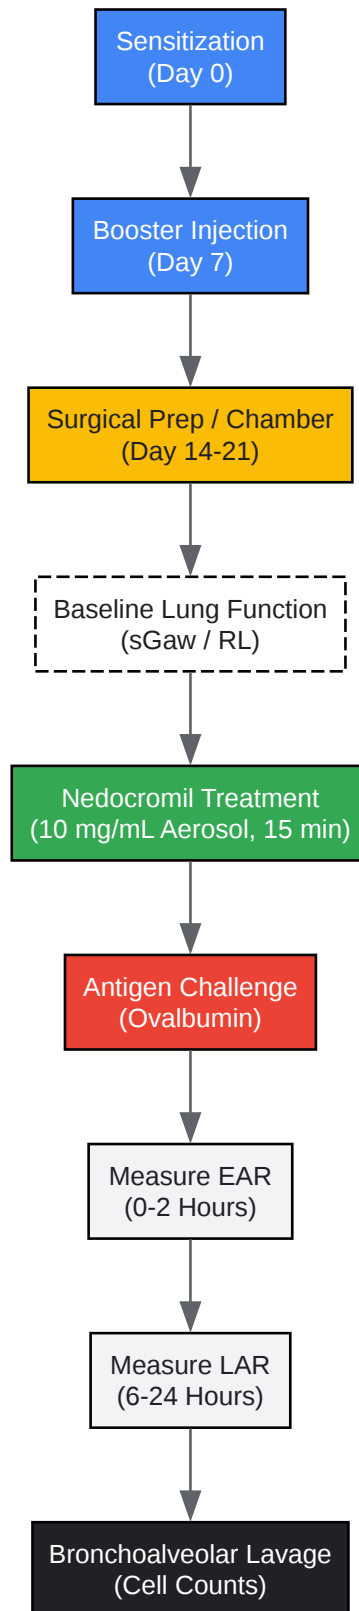 Sensitization
(Day 0)
Booster Injection
(Day 7)
Surgical Prep / Chamber
(Day 14-21)
Baseline Lung Function
(sGaw / RL)
Nedocromil Treatment
(10 mg/mL Aerosol, 15 min)
Antigen Challenge
(Ovalbumin)
Measure EAR
(0-2 Hours)
Measure LAR
(6-24 Hours)
Bronchoalveolar Lavage
(Cell Counts)